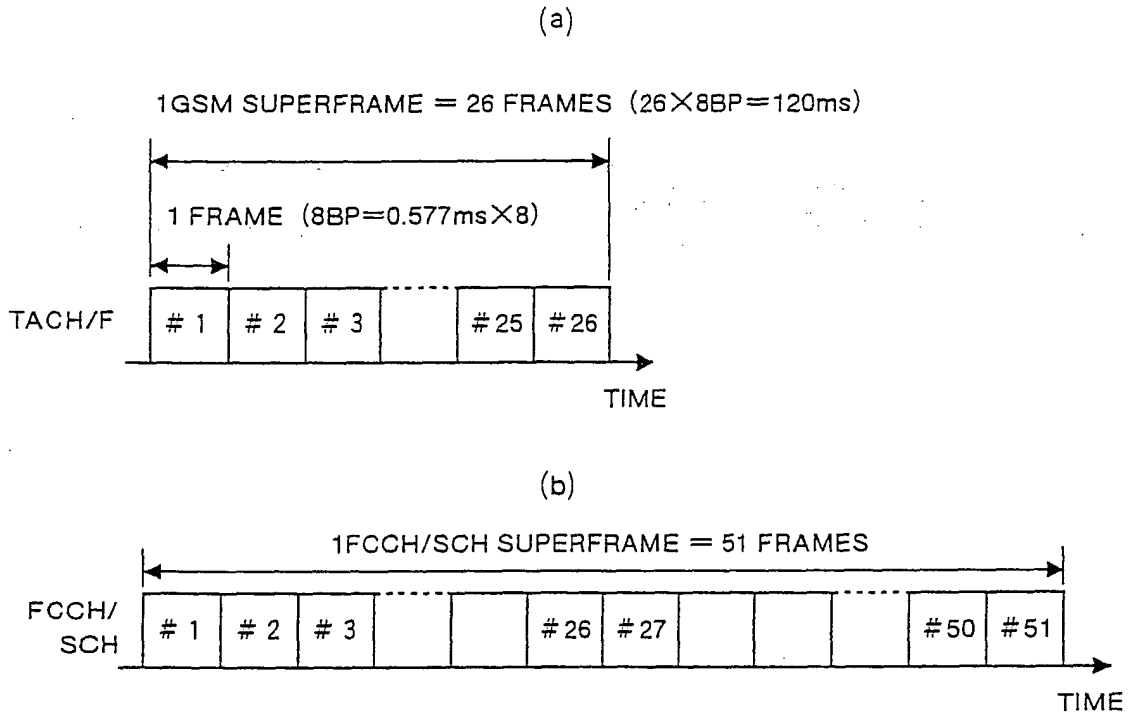 (a)
1GSM SUPERFRAME = 26 FRAMES (26×8BP=120ms)
1 FRAME (8BP=0.577ms×8)
TACH/F #1 #2 #3 #25 #26
TIME
(b)
1FCCH/SCH SUPERFRAME = 51 FRAMES
FCCH/
SCH #1 #2 #3 #26 #27 #50 #51
TIME